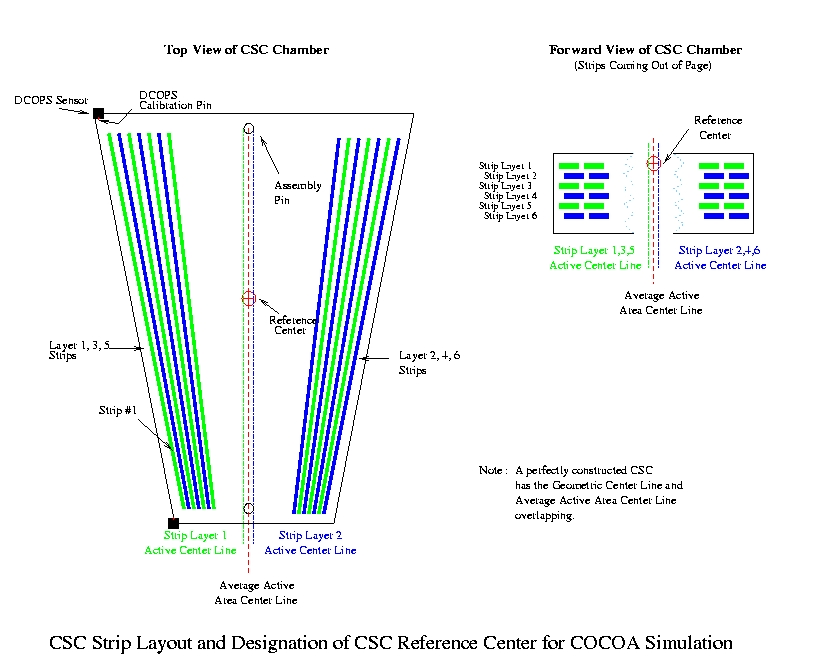 Top View of CSC Chamber
Forward View of CSC Chamber
(Strips Coming Out of Page)
DCOPS Sensor
DCOPS
Calibration Pin
Assembly
Pin
Reference
Center
Layer 1, 3, 5
Strips
Layer 2, 4, 6
Strips
Strip #1
Strip Layer 1
Active Center Line
Strip Layer 2
Active Center Line
Average Active
Area Center Line
Reference
Center
Strip Layer 1
Strip Layer 2
Strip Layer 3
Strip Layer 4
Strip Layer 5
Strip Layer 6
Strip Layer 1,3,5
Active Center Line
Strip Layer 2,4,6
Active Center Line
Average Active
Area Center Line
Note : A perfectly constructed CSC
has the Geometric Center Line and
Average Active Area Center Line
overlapping.
CSC Strip Layout and Designation of CSC Reference Center for COCOA Simulation